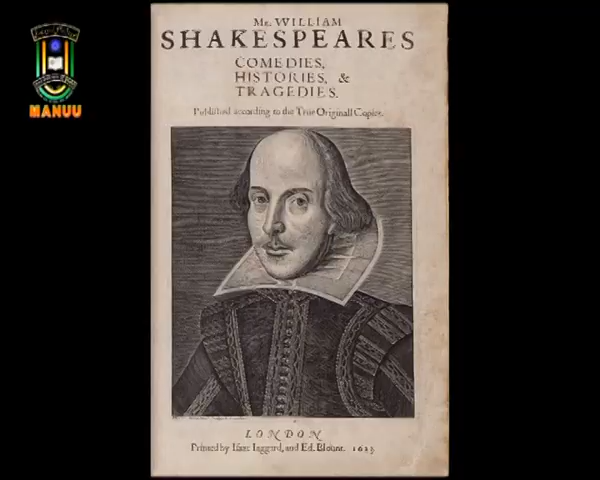 MANUU
Mr. WILLIAM
SHAKESPEARES
COMEDIES,
HISTORIES, &
TRAGEDIES.
Published according to the True Originall Copies.
LONDON
Printed by Isaac Iaggard, and Ed. Blount. 1623.